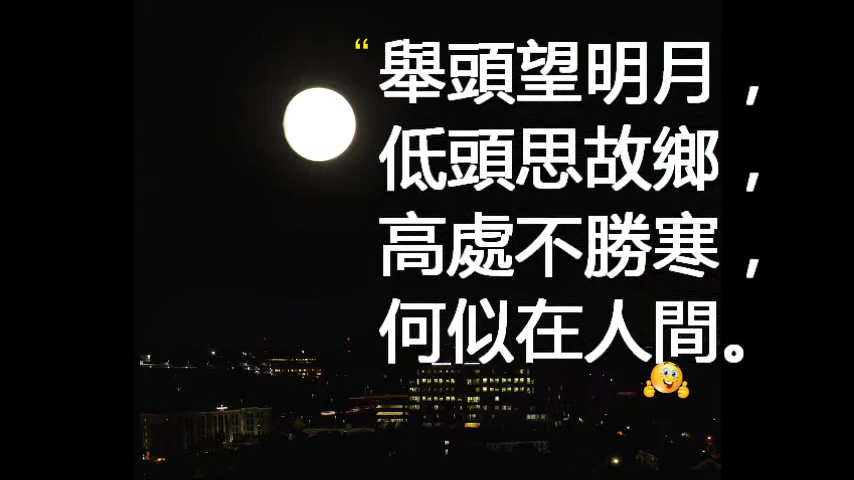 “舉頭望明月，
低頭思故鄉，
高處不勝寒，
何似在人間。